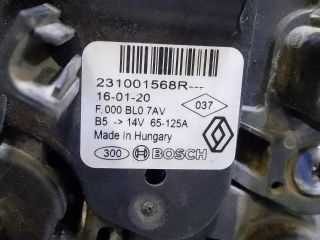 231001568R---
16-01-20
037
F 000 BL0 7AV
B5 -> 14V 65-125A
Made in Hungary
300 BOSCH